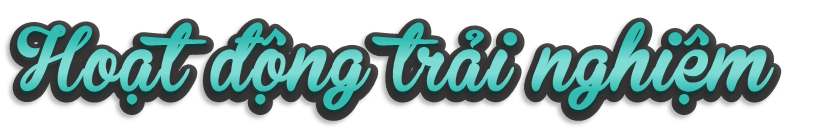 Hoạt động trải nghiệm